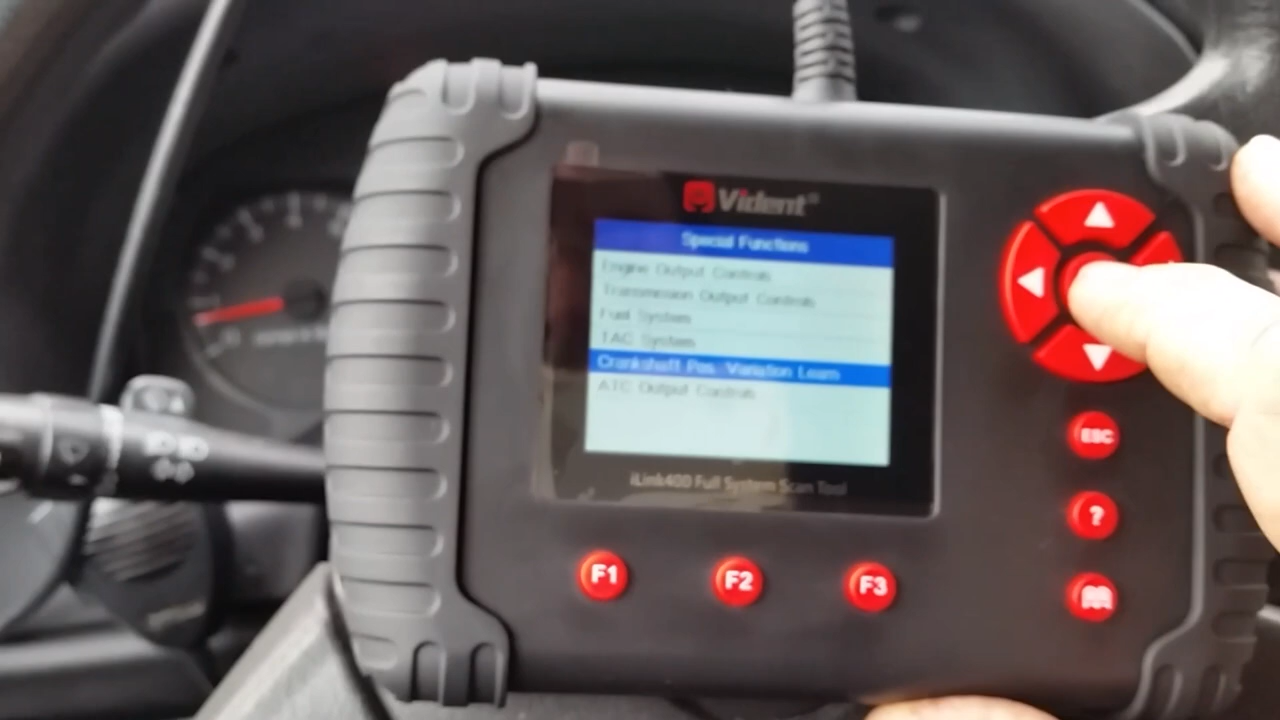 Vident®
Special Functions
Engine Output Controls
Transmission Output Controls
Fuel System
TAC System
Crankshaft Pos. Variation Learn
ATC Output Controls
iLink400 Full System Scan Tool
ESC
?
F1 F2 F3